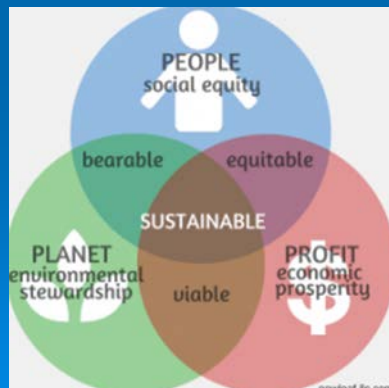 PEOPLE
social equity
bearable
equitable
SUSTAINABLE
PLANET
environmental
stewardship
PROFIT
economic
prosperity
viable